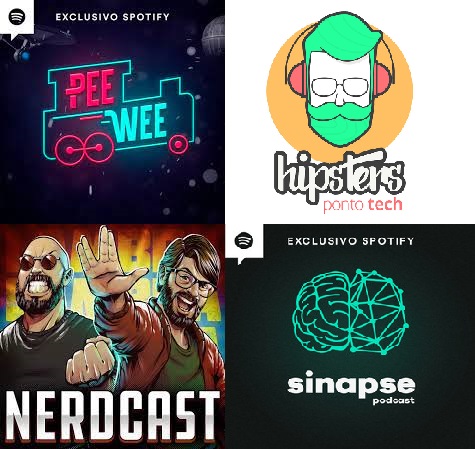 EXCLUSIVO SPOTIFY
PEE
WEE
hipsters
ponto tech
NERDCAST
EXCLUSIVO SPOTIFY
sinapse
podcast